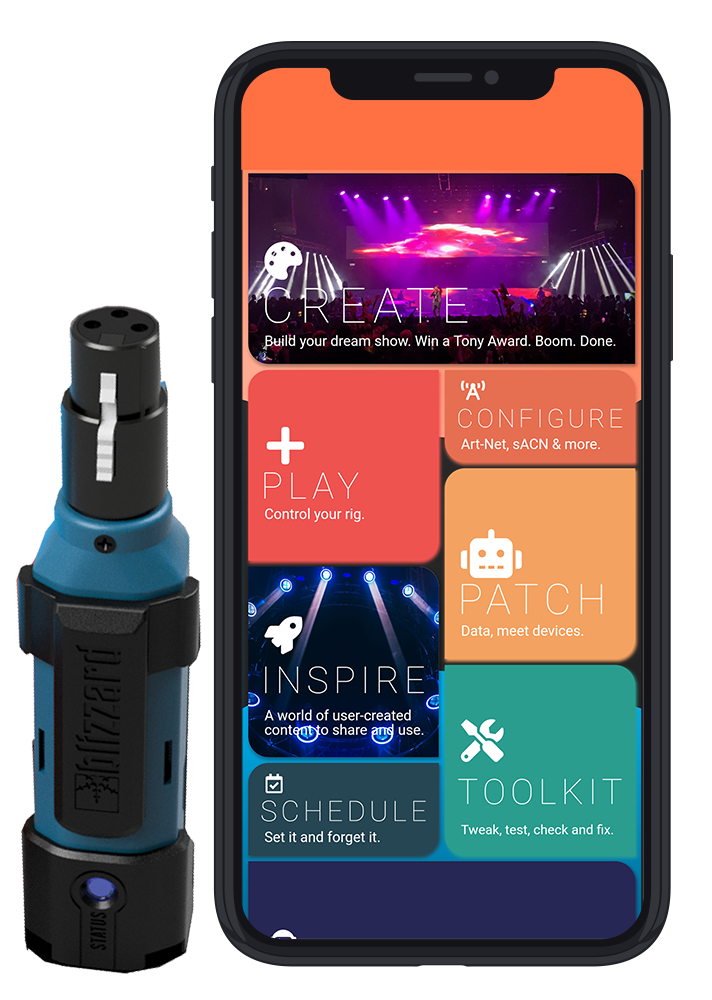 CREATE
Build your dream show. Win a Tony Award. Boom. Done.
PLAY
Control your rig.
CONFIGURE
Art-Net, sACN & more.
PATCH
Data, meet devices.
INSPIRE
A world of user-created
content to share and use.
TOOLKIT
Tweak, test, check and fix.
SCHEDULE
Set it and forget it.
blizzard
STATUS